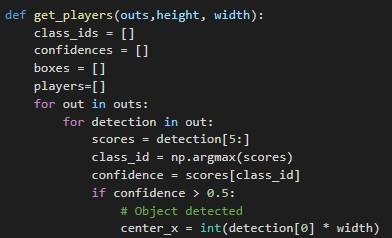 def get_players(outs,height, width):
    class_ids = []
    confidences = []
    boxes = []
    players=[]
    for out in outs:
        for detection in out:
            scores = detection[5:]
            class_id = np.argmax(scores)
            confidence = scores[class_id]
            if confidence > 0.5:
                # Object detected
                center_x = int(detection[0] * width)